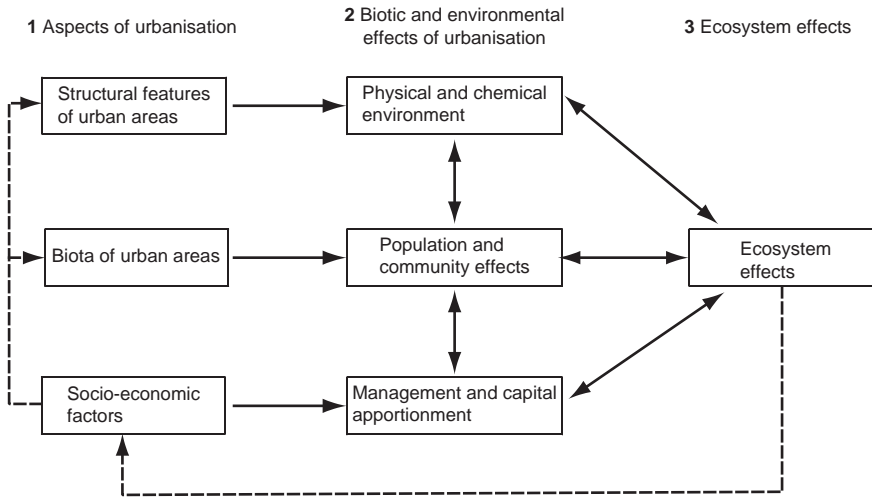 1 Aspects of urbanisation
2 Biotic and environmental
effects of urbanisation
3 Ecosystem effects
Structural features
of urban areas
Physical and chemical
environment
Biota of urban areas
Population and
community effects
Ecosystem
effects
Socio-economic
factors
Management and capital
apportionment